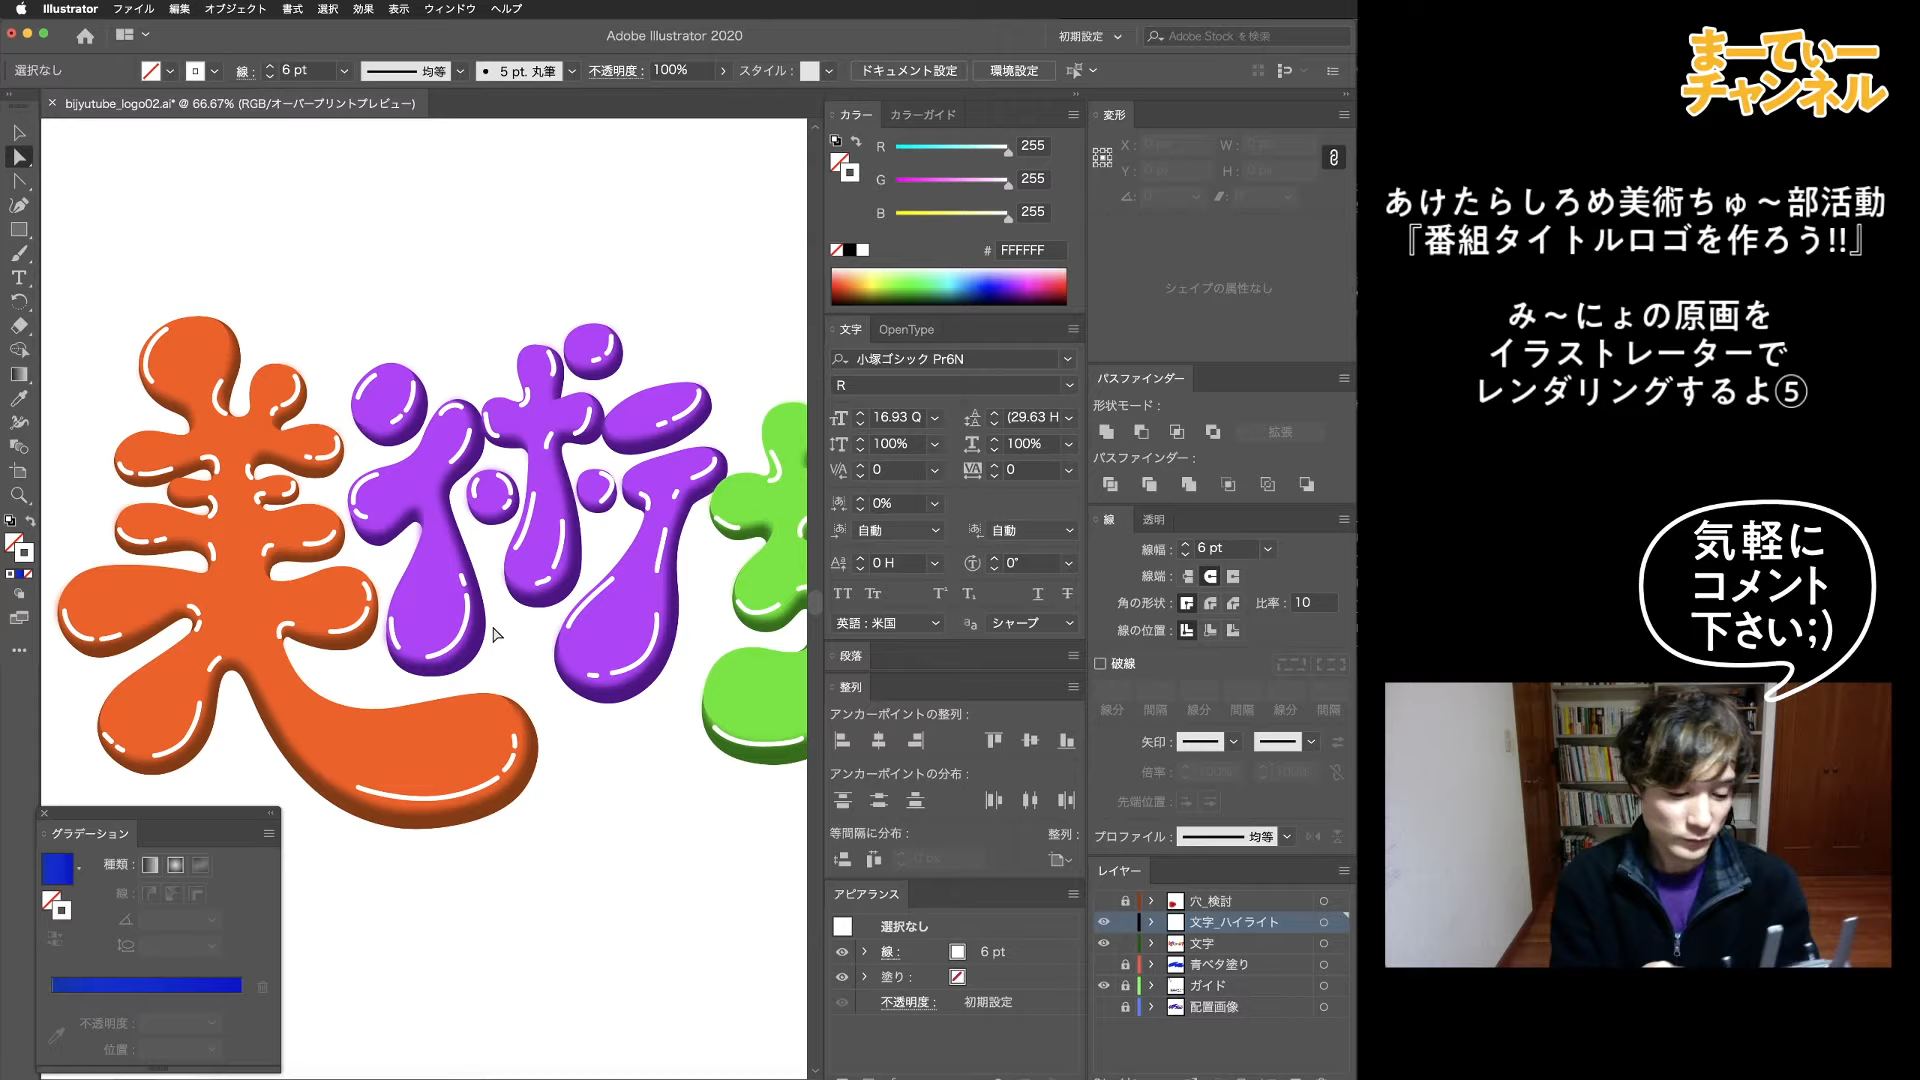 Illustrator ファイル 編集 オブジェクト 書式 選択 効果 表示 ウィンドウ ヘルプ
Adobe Illustrator 2020
初期設定
Adobe Stock を検索
選択なし
線 : 6 pt
均等
5 pt. 丸筆
不透明度 : 100%
スタイル :
ドキュメント設定
環境設定
bijyutube_logo02.ai* @ 66.67% (RGB/オーバープリントプレビュー)
美術
カラー カラーガイド
R 255
G 255
B 255
# FFFFFF
文字 OpenType
小塚ゴシック Pr6N
R
16.93 Q (29.63 H
100% 100%
0 0
0%
自動 自動
0 H 0°
英語 : 米国 シャープ
段落
整列
アンカーポイントの整列 :
アンカーポイントの分布 :
等間隔に分布 : 整列 :
0 px
アピアランス
選択なし
線 : 6 pt
塗り :
不透明度 : 初期設定
変形
X : 0 px W : 0 px
Y : 0 px H : 0 px
シェイプの属性なし
パスファインダー
形状モード :
拡張
パスファインダー :
線 透明
線幅 : 6 pt
線端 :
角の形状 : 比率 : 10
線の位置 :
破線
線分 間隔 線分 間隔 線分 間隔
矢印 :
倍率 : 100% 100%
先端位置 :
プロファイル : 均等
レイヤー
穴_検討
文字_ハイライト
文字
青ベタ塗り
ガイド
配置画像
グラデーション
種類 :
線 :
不透明度 :
位置 :
まーてぃー
チャンネル
あけたらしろめ美術ちゅ～部活動
『番組タイトルロゴを作ろう!!』
み～にょの原画を
イラストレーターで
レンダリングするよ⑤
気軽に
コメント
下さい;)